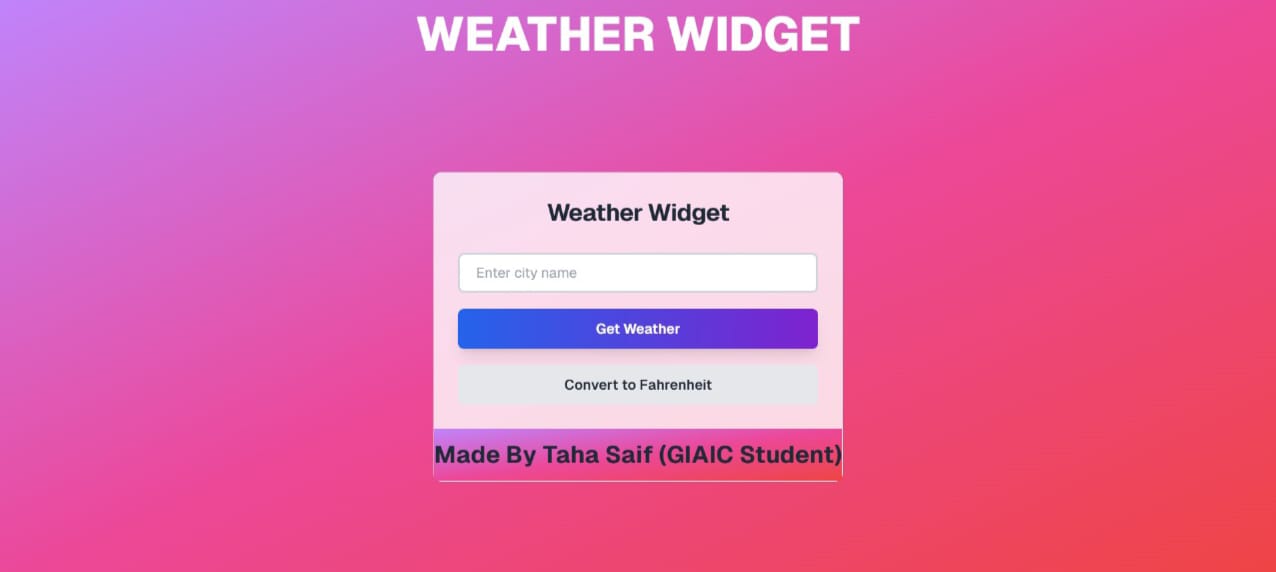 WEATHER WIDGET
Weather Widget
Enter city name
Get Weather
Convert to Fahrenheit
Made By Taha Saif (GIAIC Student)